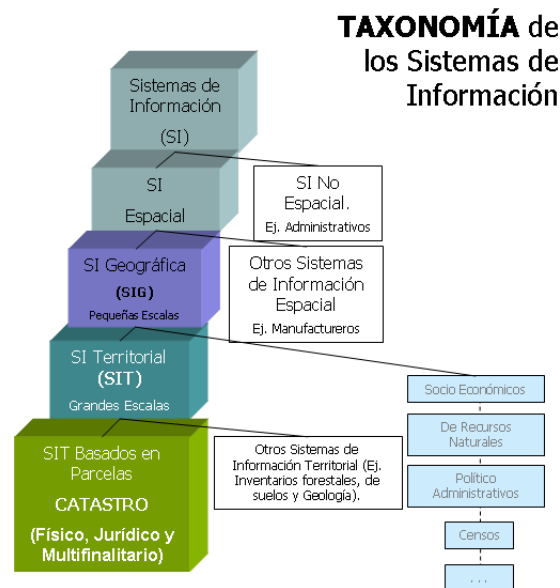 TAXONOMÍA de
los Sistemas de
Información
Sistemas de
Información
(SI)
SI
Espacial
SI No
Espacial.
Ej. Administrativos
SI Geográfica
(SIG)
Pequeñas Escalas
Otros Sistemas
de Información
Espacial
Ej. Manufactureros
SI Territorial
(SIT)
Grandes Escalas
Socio Económicos
De Recursos
Naturales
Político
Administrativos
Censos
. . .
SIT Basados en
Parcelas
CATASTRO
(Físico, Jurídico y
Multifinalitario)
Otros Sistemas de
Información Territorial (Ej.
Inventarios forestales, de
suelos y Geología).